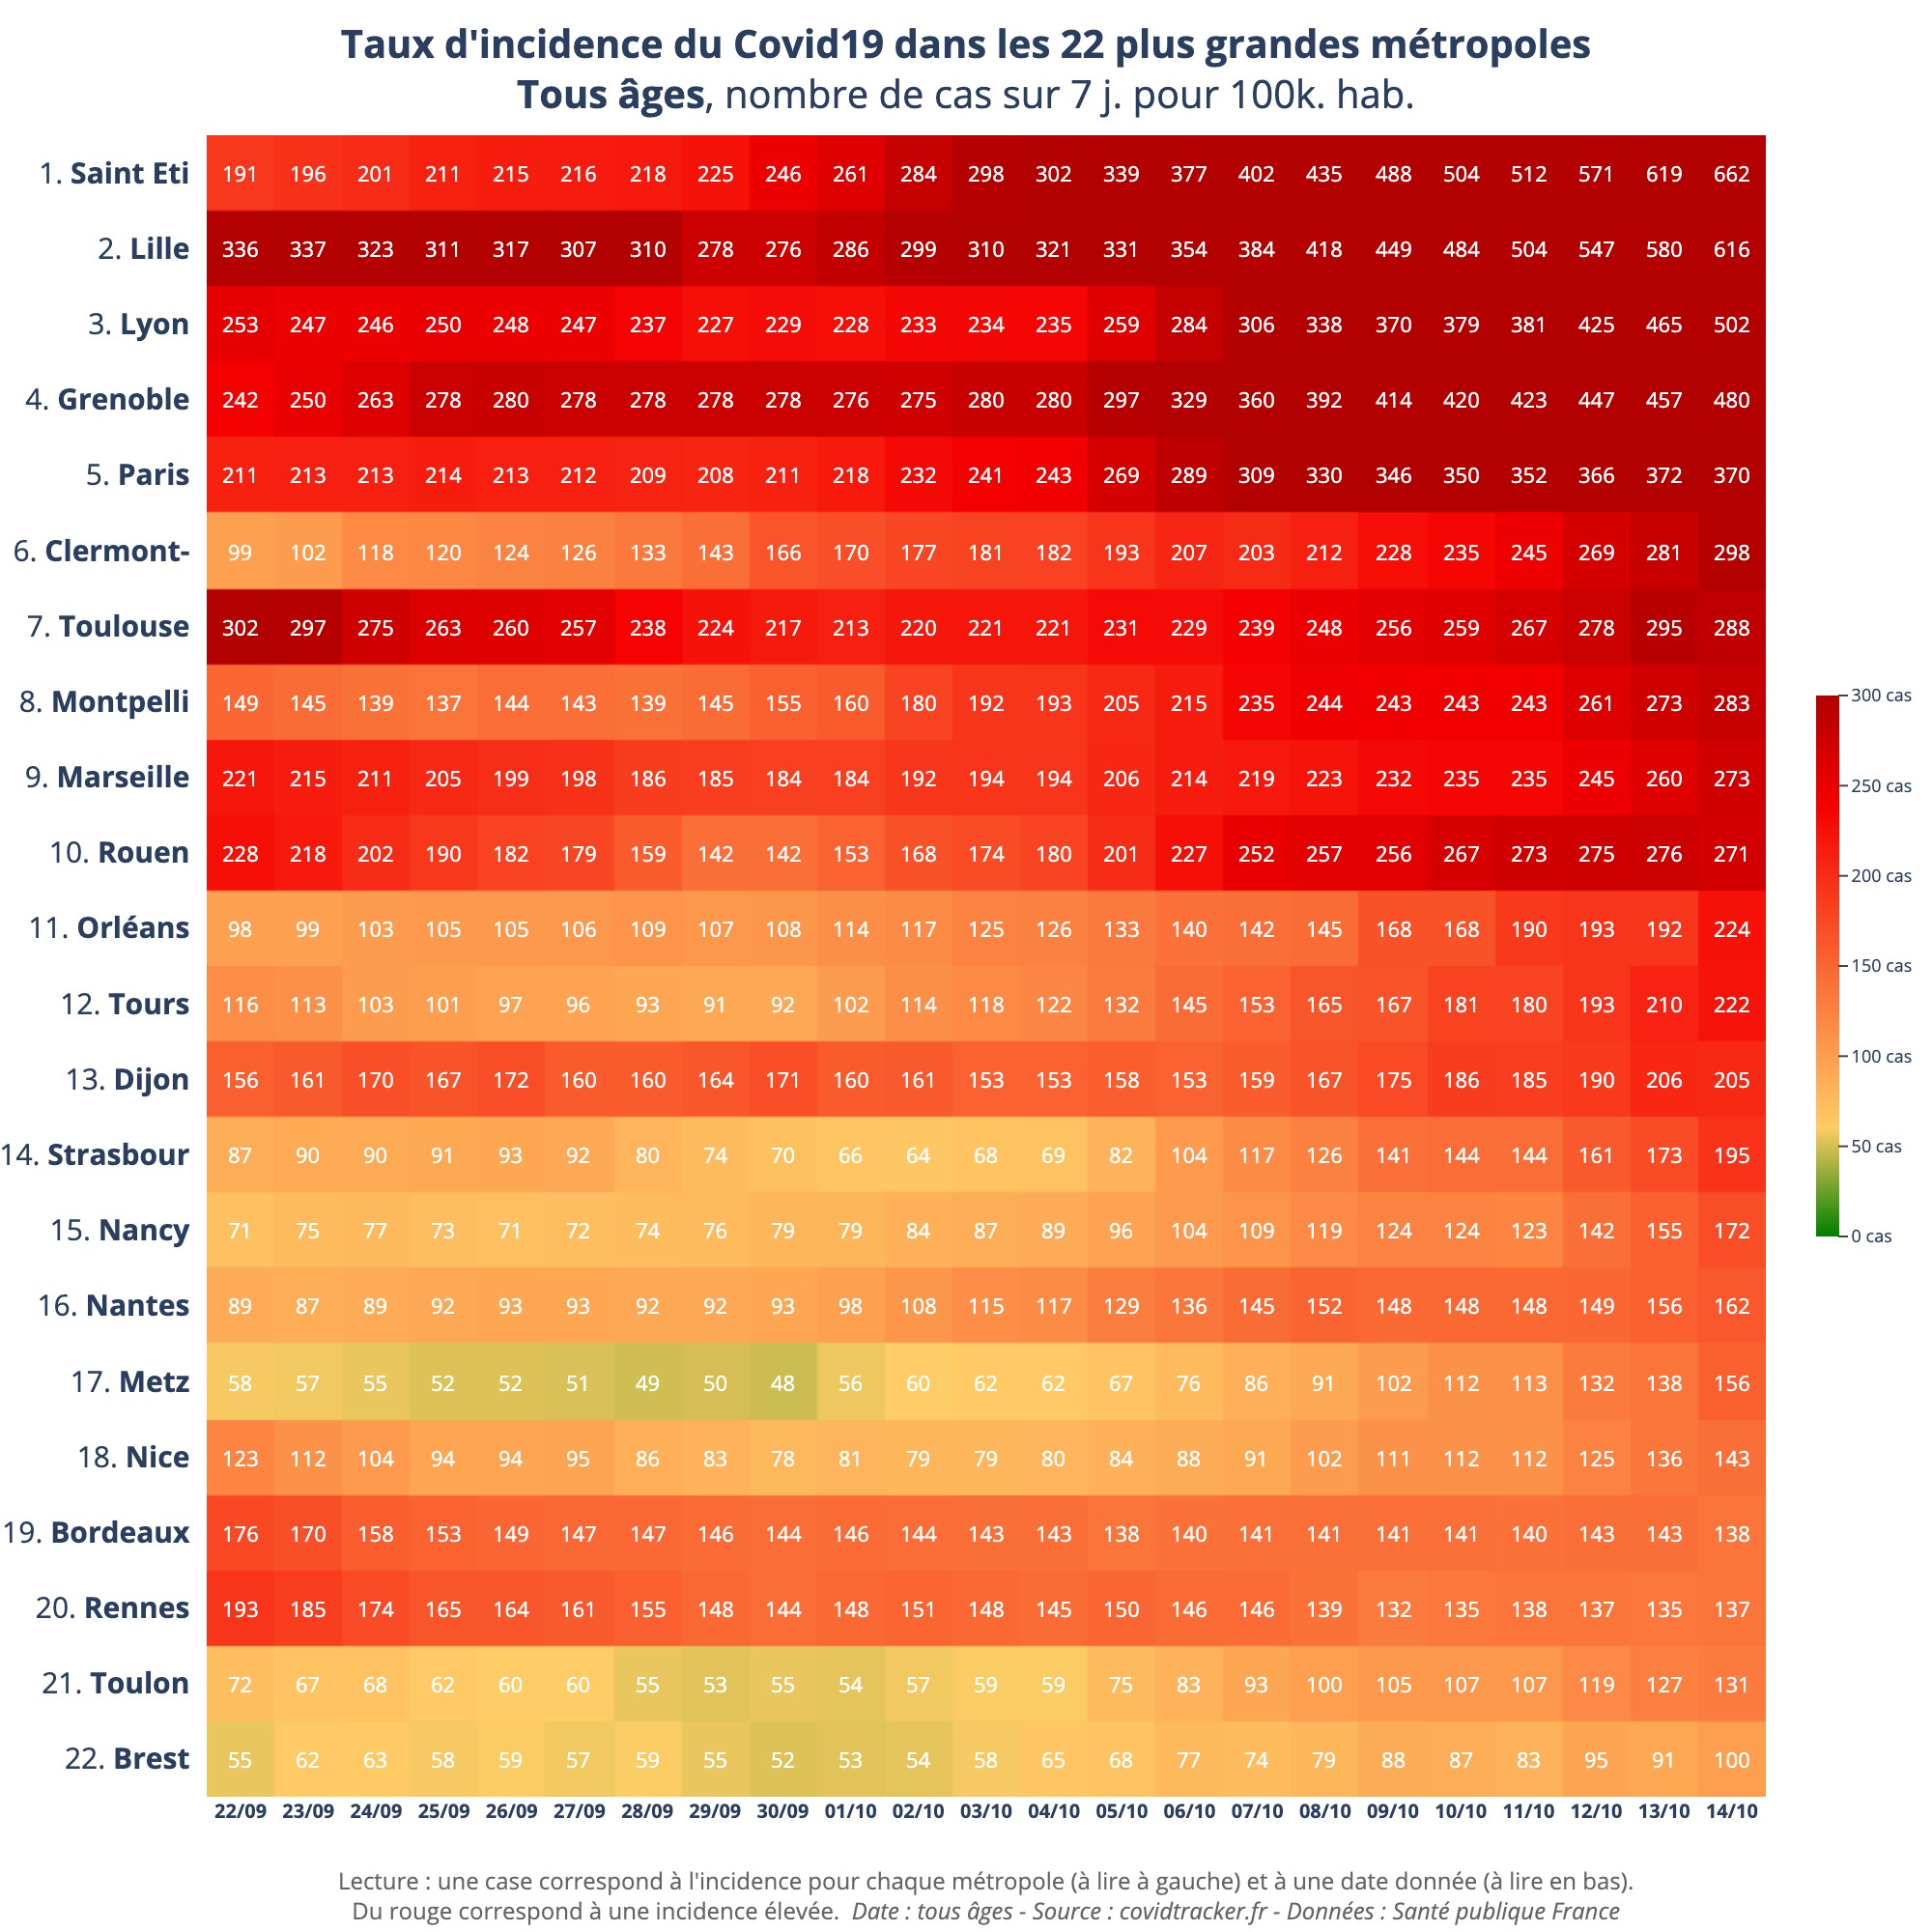 Taux d'incidence du Covid19 dans les 22 plus grandes métropoles
Tous âges, nombre de cas sur 7 j. pour 100k. hab.
1. Saint Eti 191 196 201 211 215 216 218 225 246 261 284 298 302 339 377 402 435 488 504 512 571 619 662
2. Lille 336 337 323 311 317 307 310 278 276 286 299 310 321 331 354 384 418 449 484 504 547 580 616
3. Lyon 253 247 246 250 248 247 237 227 229 228 233 234 235 259 284 306 338 370 379 381 425 465 502
4. Grenoble 242 250 263 278 280 278 278 278 278 276 275 280 280 297 329 360 392 414 420 423 447 457 480
5. Paris 211 213 213 214 213 212 209 208 211 218 232 241 243 269 289 309 330 346 350 352 366 372 370
6. Clermont- 99 102 118 120 124 126 133 143 166 170 177 181 182 193 207 203 212 228 235 245 269 281 298
7. Toulouse 302 297 275 263 260 257 238 224 217 213 220 221 221 231 229 239 248 256 259 267 278 295 288
8. Montpelli 149 145 139 137 144 143 139 145 155 160 180 192 193 205 215 235 244 243 243 243 261 273 283
9. Marseille 221 215 211 205 199 198 186 185 184 184 192 194 194 206 214 219 223 232 235 235 245 260 273
10. Rouen 228 218 202 190 182 179 159 142 142 153 168 174 180 201 227 252 257 256 267 273 275 276 271
11. Orléans 98 99 103 105 105 106 109 107 108 114 117 125 126 133 140 142 145 168 168 190 193 192 224
12. Tours 116 113 103 101 97 96 93 91 92 102 114 118 122 132 145 153 165 167 181 180 193 210 222
13. Dijon 156 161 170 167 172 160 160 164 171 160 161 153 153 158 153 159 167 175 186 185 190 206 205
14. Strasbour 87 90 90 91 93 92 80 74 70 66 64 68 69 82 104 117 126 141 144 144 161 173 195
15. Nancy 71 75 77 73 71 72 74 76 79 79 84 87 89 96 104 109 119 124 124 123 142 155 172
16. Nantes 89 87 89 92 93 93 92 92 93 98 108 115 117 129 136 145 152 148 148 148 149 156 162
17. Metz 58 57 55 52 52 51 49 50 48 56 60 62 62 67 76 86 91 102 112 113 132 138 156
18. Nice 123 112 104 94 94 95 86 83 78 81 79 79 80 84 88 91 102 111 112 112 125 136 143
19. Bordeaux 176 170 158 153 149 147 147 146 144 146 144 143 143 138 140 141 141 141 141 140 143 143 138
20. Rennes 193 185 174 165 164 161 155 148 144 148 151 148 145 150 146 146 139 132 135 138 137 135 137
21. Toulon 72 67 68 62 60 60 55 53 55 54 57 59 59 75 83 93 100 105 107 107 119 127 131
22. Brest 55 62 63 58 59 57 59 55 52 53 54 58 65 68 77 74 79 88 87 83 95 91 100
22/09 23/09 24/09 25/09 26/09 27/09 28/09 29/09 30/09 01/10 02/10 03/10 04/10 05/10 06/10 07/10 08/10 09/10 10/10 11/10 12/10 13/10 14/10
300 cas
250 cas
200 cas
150 cas
100 cas
50 cas
0 cas
Lecture : une case correspond à l'incidence pour chaque métropole (à lire à gauche) et à une date donnée (à lire en bas).
Du rouge correspond à une incidence élevée. Date : tous âges - Source : covidtracker.fr - Données : Santé publique France